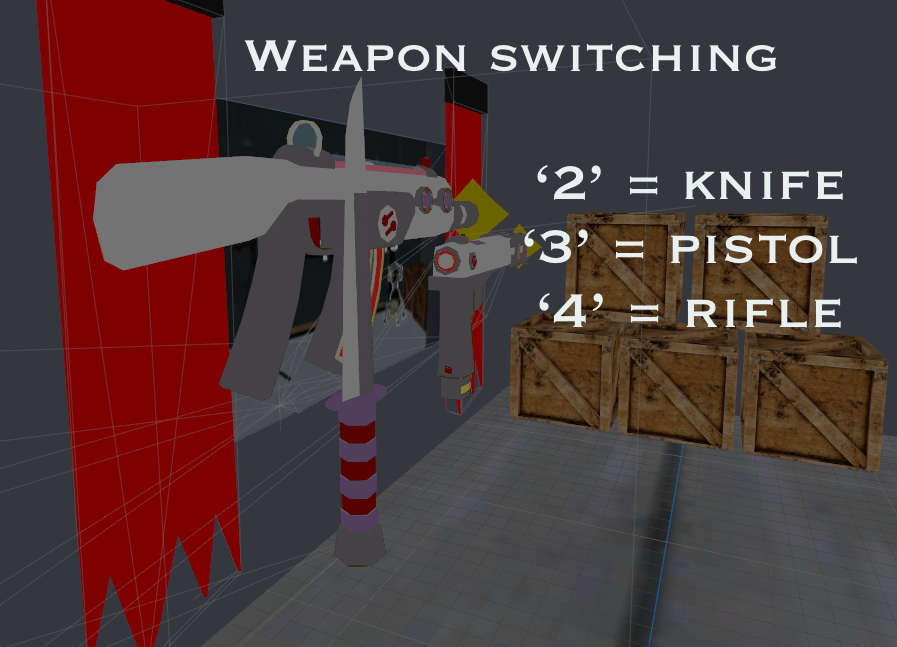 Weapon switching
‘2’ = knife
‘3’ = pistol
‘4’ = rifle